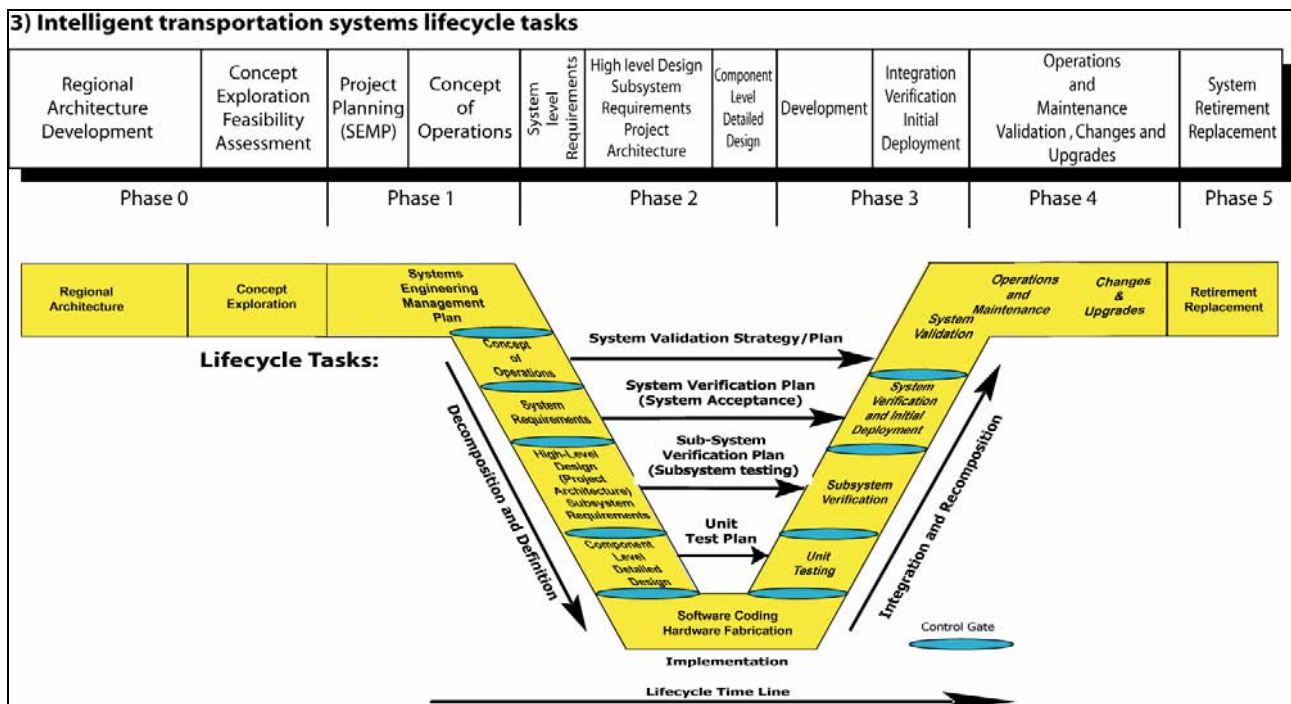 3) Intelligent transportation systems lifecycle tasks
Regional
Architecture
Development
Concept
Exploration
Feasibility
Assessment
Project
Planning
(SEMP)
Concept
of
Operations
System
level
Requirements
High level Design
Subsystem
Requirements
Project
Architecture
Component
Level
Detailed
Design
Development
Integration
Verification
Initial
Deployment
Operations
and
Maintenance
Validation , Changes and
Upgrades
System
Retirement
Replacement
Phase 0
Phase 1
Phase 2
Phase 3
Phase 4
Phase 5
Regional
Architecture
Concept
Exploration
Systems
Engineering
Management
Plan
Operations
and
Maintenance
Changes
&
Upgrades
Retirement
Replacement
Lifecycle Tasks:
Concept
of
Operations
System Validation Strategy/Plan
System
Validation
System
Requirements
System Verification Plan
(System Acceptance)
System
Verification
and Initial
Deployment
High-Level
Design
(Project
Architecture)
Subsystem
Requirements
Sub-System
Verification Plan
(Subsystem testing)
Subsystem
Verification
Component
Level
Detailed
Design
Unit
Test Plan
Unit
Testing
Decomposition and Definition
Integration and Recomposition
Software Coding
Hardware Fabrication
Control Gate
Implementation
Lifecycle Time Line